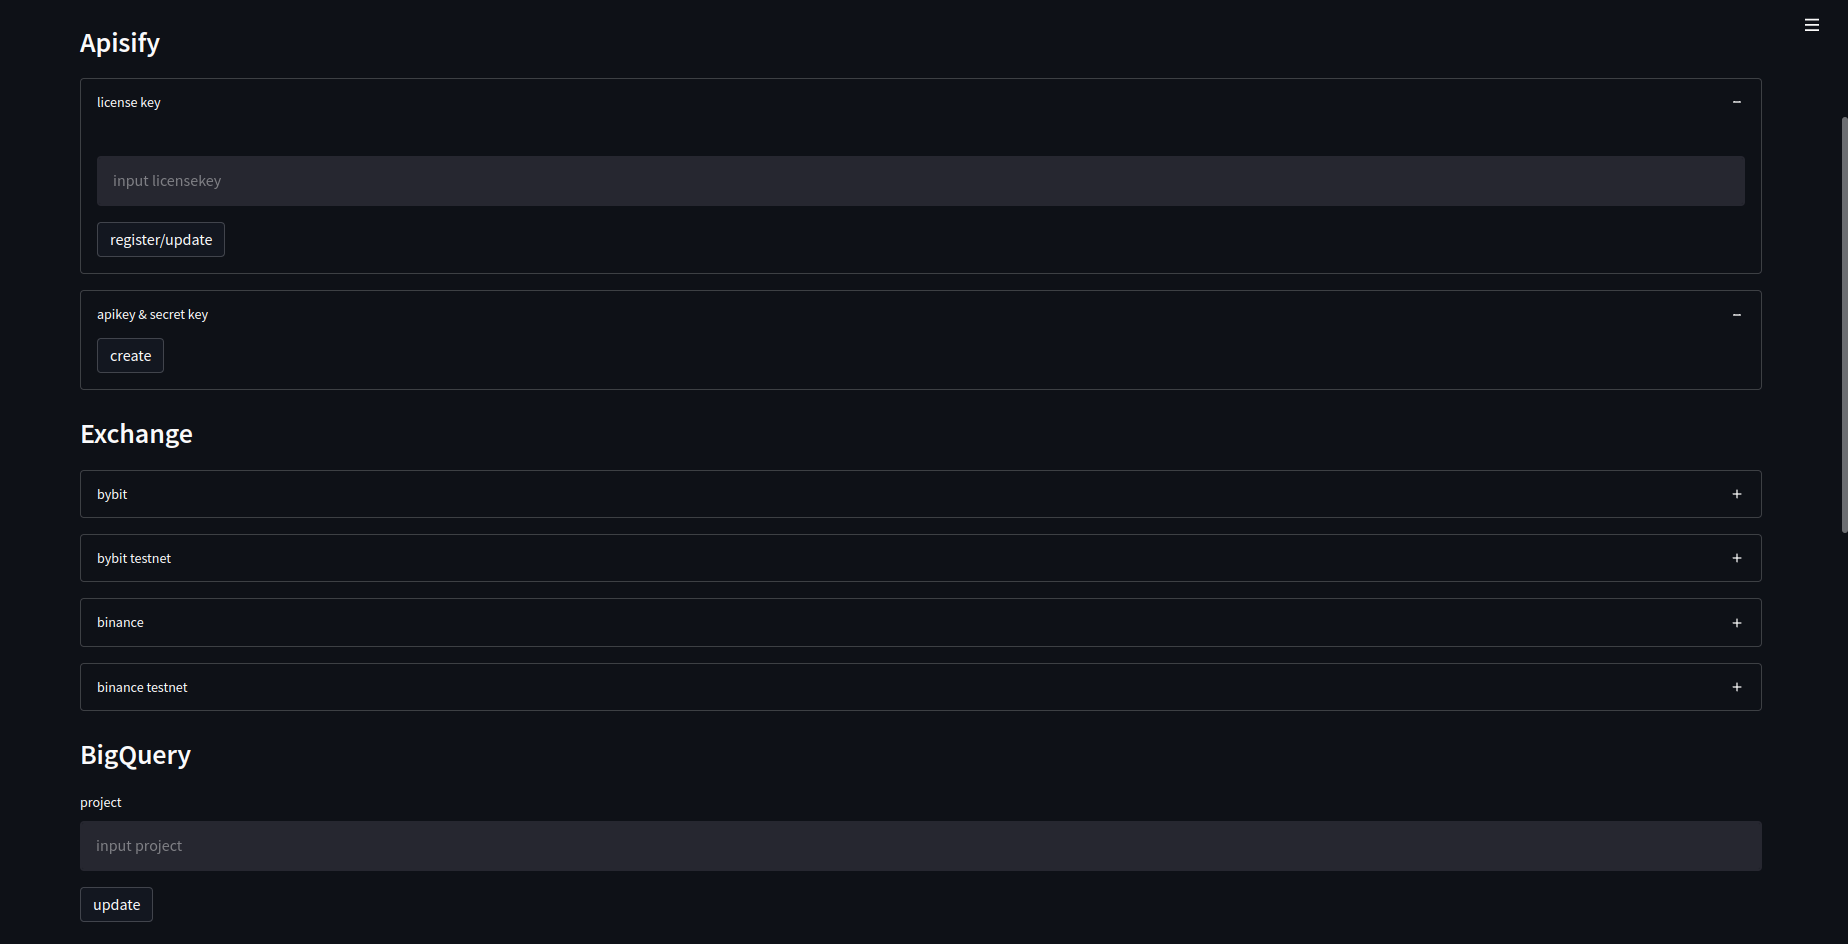 Apisify
license key
input licensekey
register/update
apikey & secret key
create
Exchange
bybit
bybit testnet
binance
binance testnet
BigQuery
project
input project
update